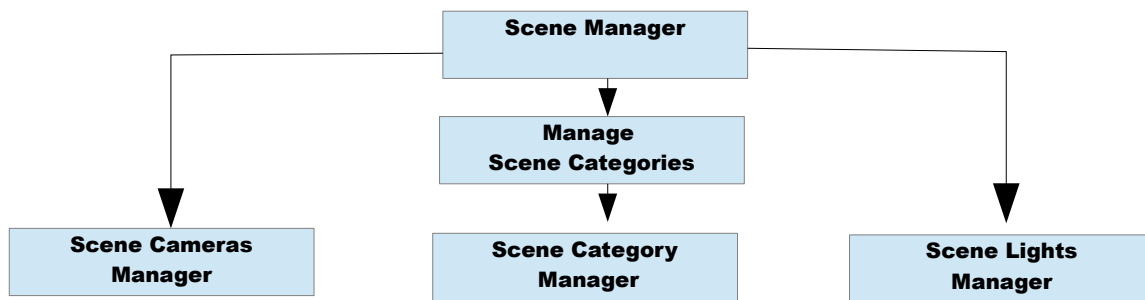 Scene Manager
Manage
Scene Categories
Scene Cameras
Manager
Scene Category
Manager
Scene Lights
Manager